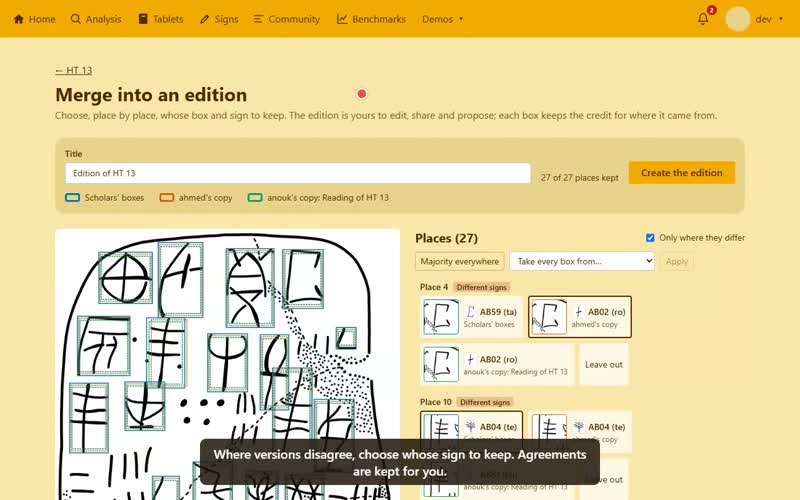 Home Analysis Tablets Signs Community Benchmarks Demos 2 dev
← HT 13
Merge into an edition
Choose, place by place, whose box and sign to keep. The edition is yours to edit, share and propose; each box keeps the credit for where it came from.
Title
Edition of HT 13
27 of 27 places kept
Create the edition
Scholars' boxes ahmed's copy anouk's copy: Reading of HT 13
Places (27)
Only where they differ
Majority everywhere Take every box from... Apply
Place 4 Different signs
AB59 (ta)
Scholars' boxes
AB02 (ro)
ahmed's copy
AB02 (ro)
anouk's copy: Reading of HT 13
Leave out
Place 10 Different signs
AB04 (te)
AB04 (te)
Where versions disagree, choose whose sign to keep. Agreements
are kept for you.